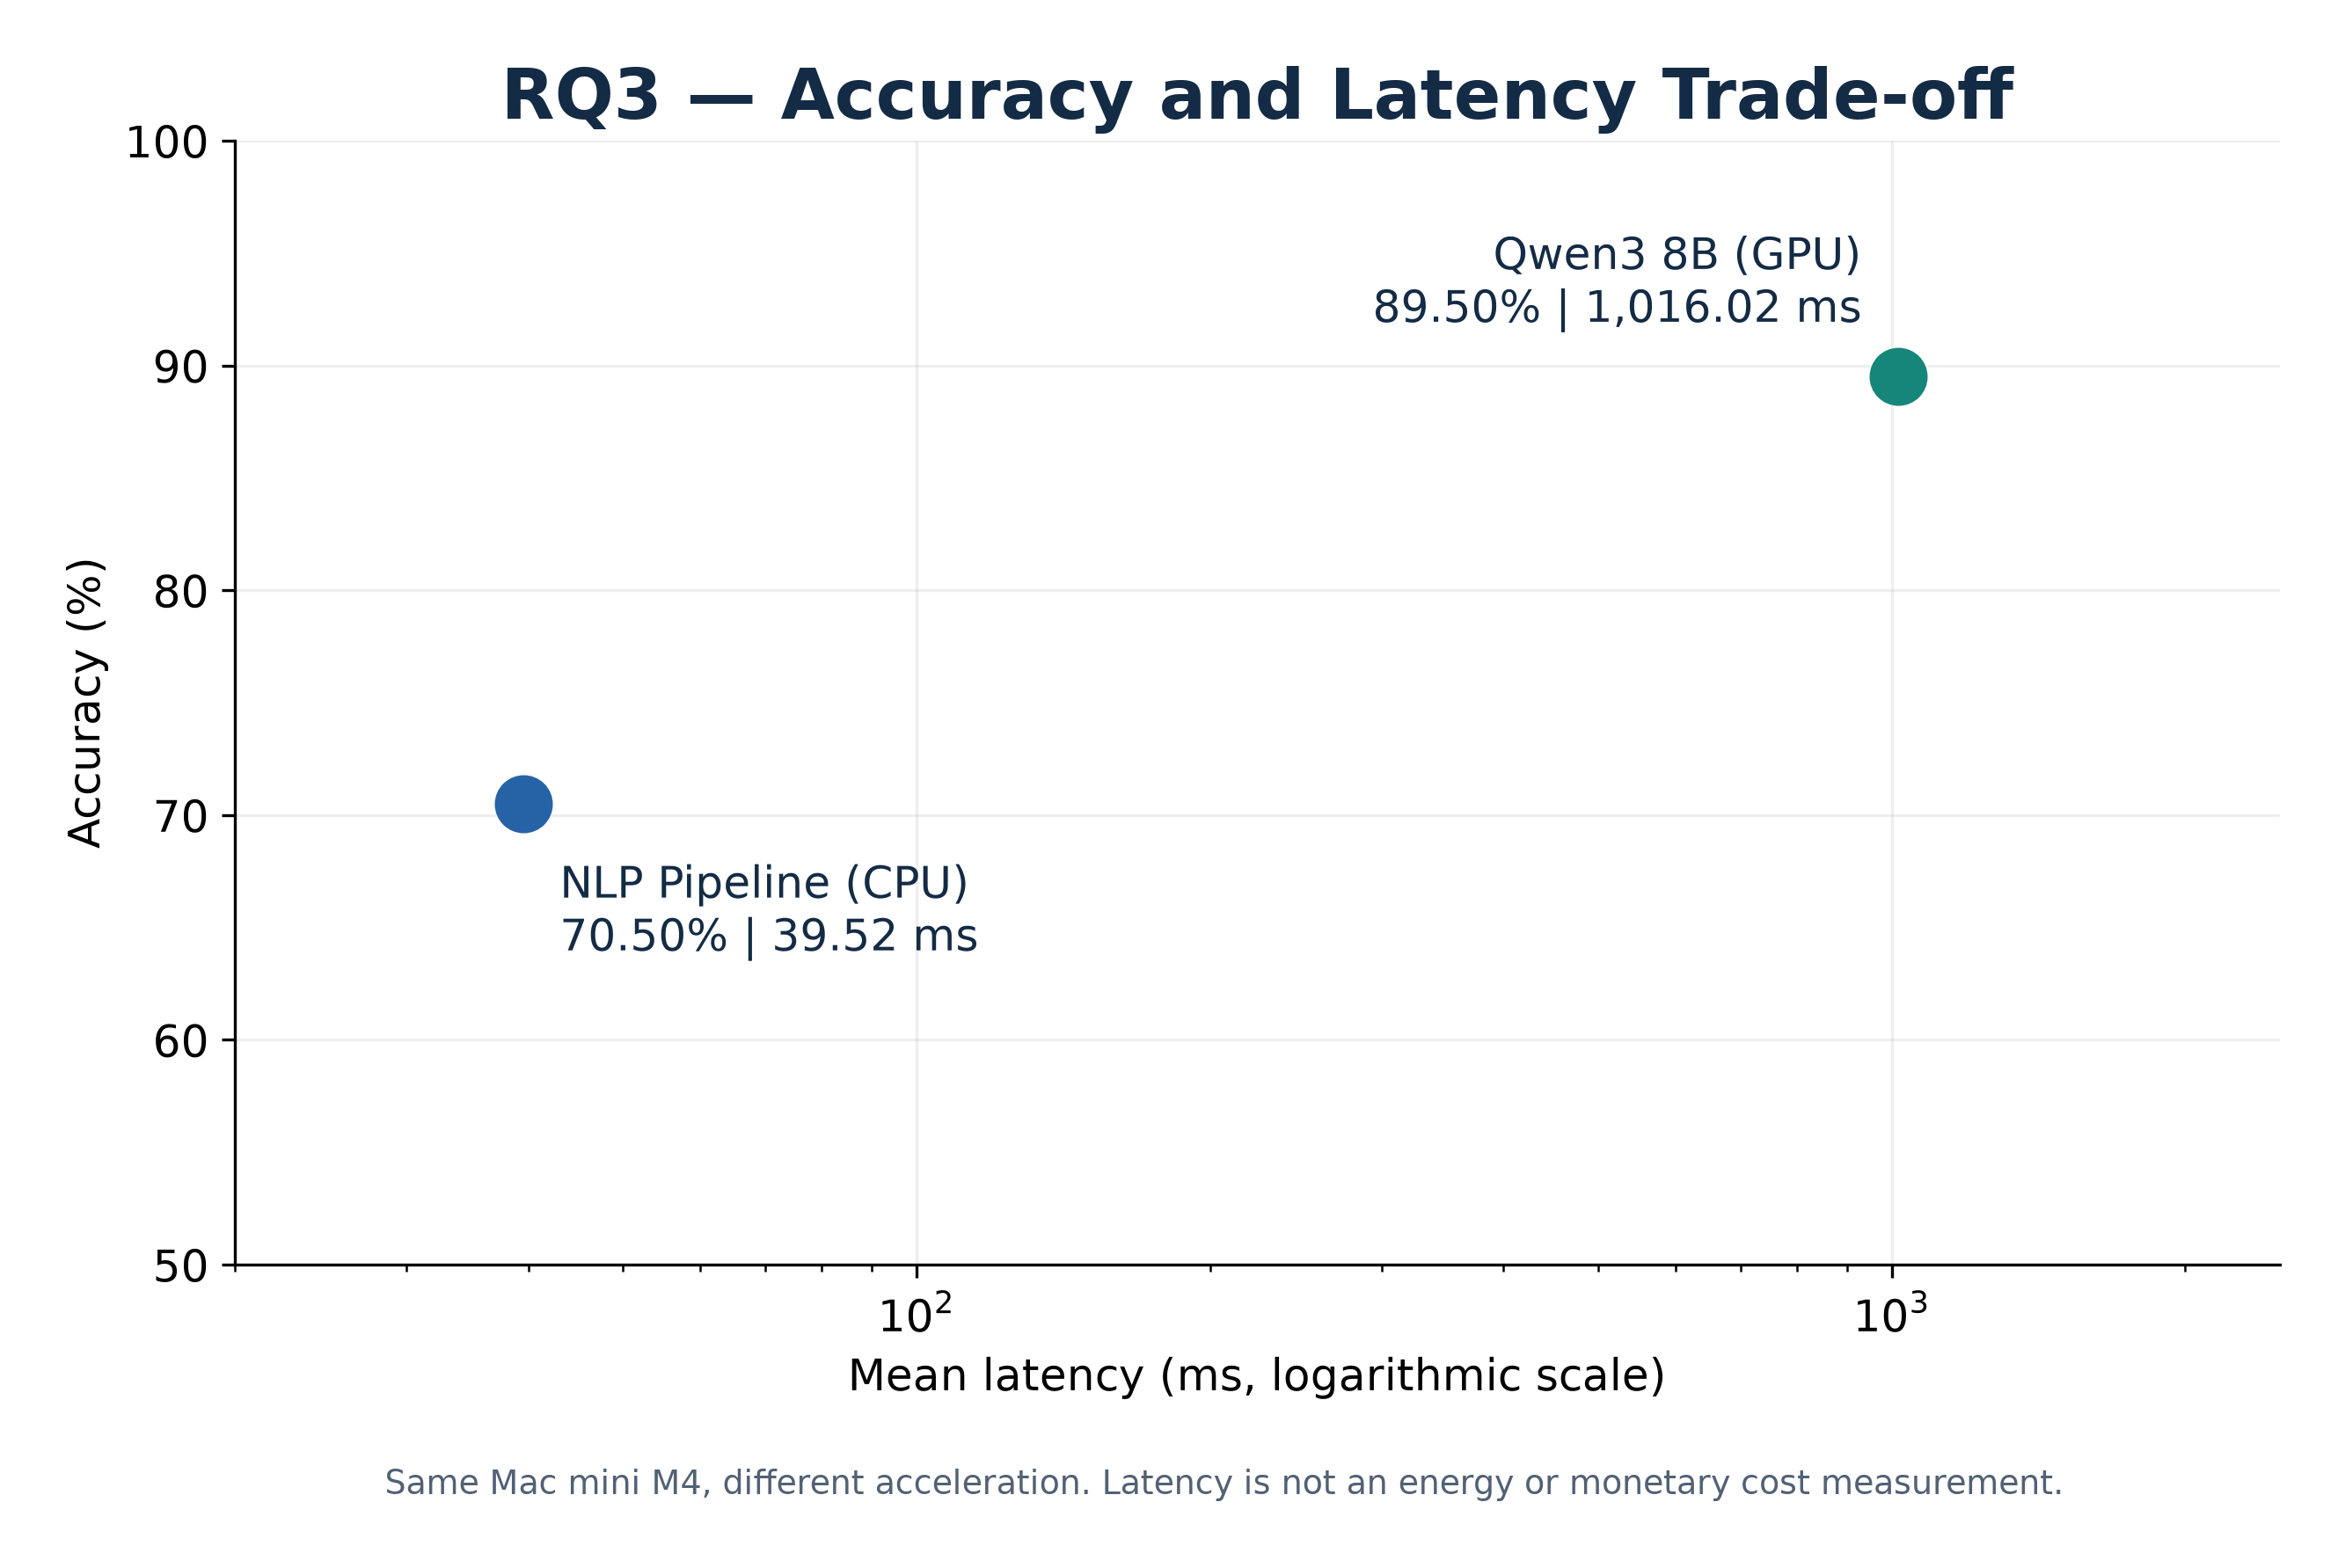 RQ3 — Accuracy and Latency Trade-off
100
90
80
70
60
50
Accuracy (%)
Qwen3 8B (GPU)
89.50% | 1,016.02 ms
NLP Pipeline (CPU)
70.50% | 39.52 ms
10² 10³
Mean latency (ms, logarithmic scale)
Same Mac mini M4, different acceleration. Latency is not an energy or monetary cost measurement.